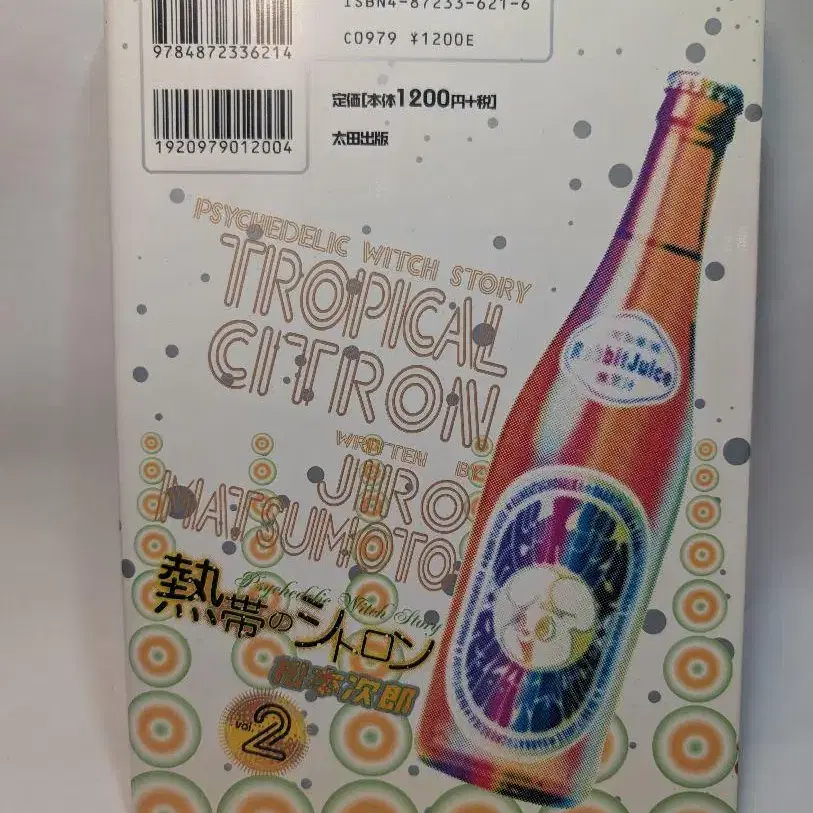 ISBN4-87233-621-6
C0979 ¥1200E
9784872336214
定価[本体1200円+税]
1920979012004
太田出版
PSYCHEDELIC WITCH STORY
TROPICAL
CITRON
WRITTEN BY
JIRO
MATSUMOTO
RabbitJuice
Psychedelic Witch Story
熱帯のシトロン
松本次郎
vol.2